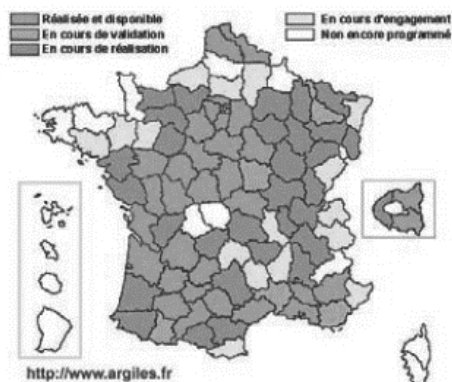 Réalisée et disponible
En cours de validation
En cours de réalisation
En cours d'engagement
Non encore programmé
http://www.argiles.fr